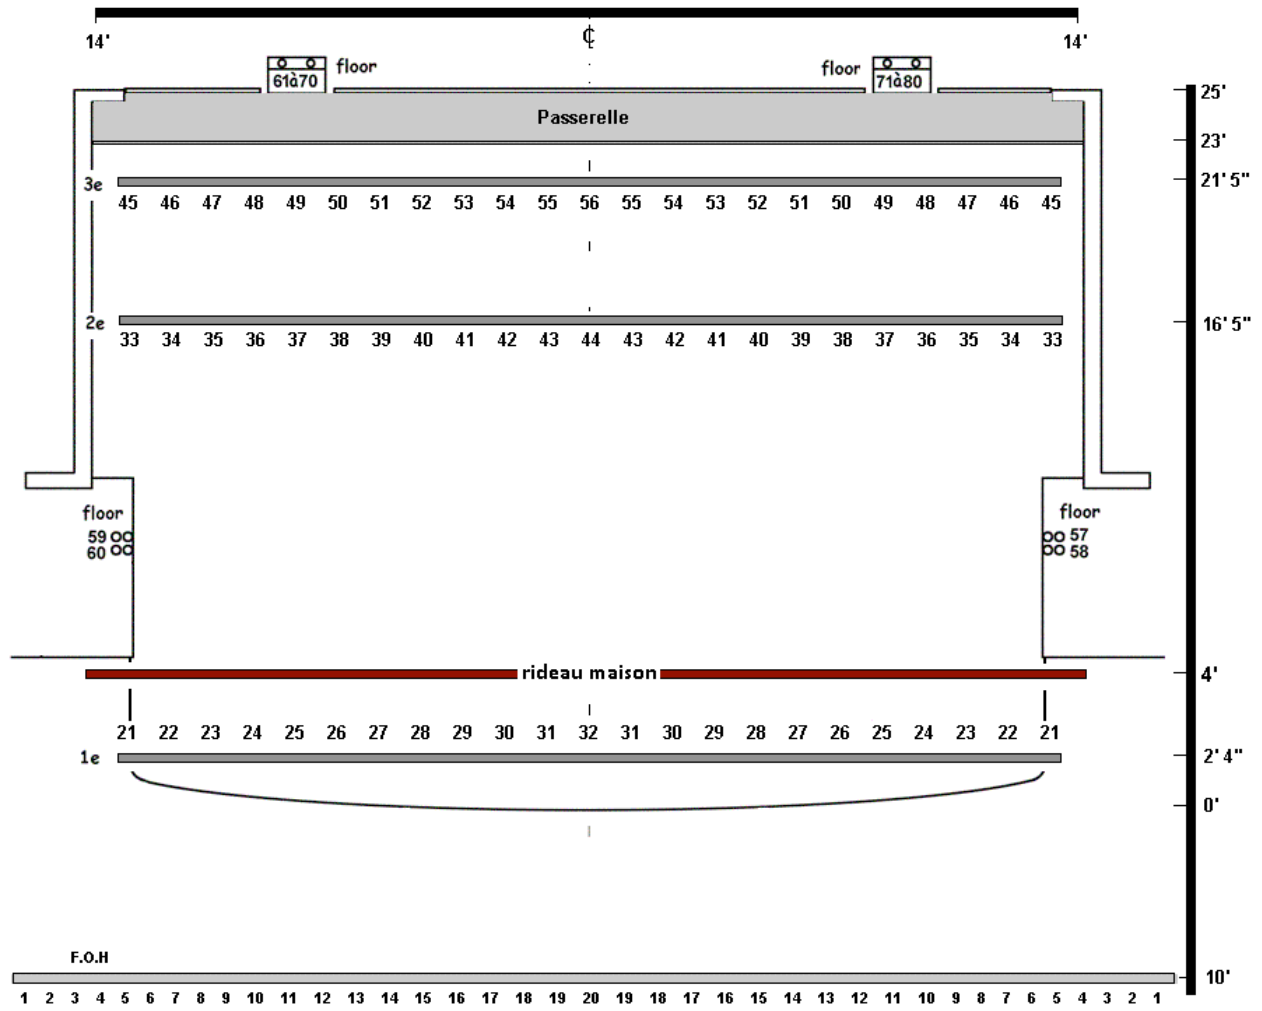 14' ℄ 14'
floor floor
61à70 71à80
25'
Passerelle
23'
3e 21'5"
45 46 47 48 49 50 51 52 53 54 55 56 55 54 53 52 51 50 49 48 47 46 45
2e 16'5"
33 34 35 36 37 38 39 40 41 42 43 44 43 42 41 40 39 38 37 36 35 34 33
floor floor
59 57
60 58
rideau maison 4'
21 22 23 24 25 26 27 28 29 30 31 32 31 30 29 28 27 26 25 24 23 22 21
1e 2'4"
0'
F.O.H
10'
1 2 3 4 5 6 7 8 9 10 11 12 13 14 15 16 17 18 19 20 19 18 17 16 15 14 13 12 11 10 9 8 7 6 5 4 3 2 1